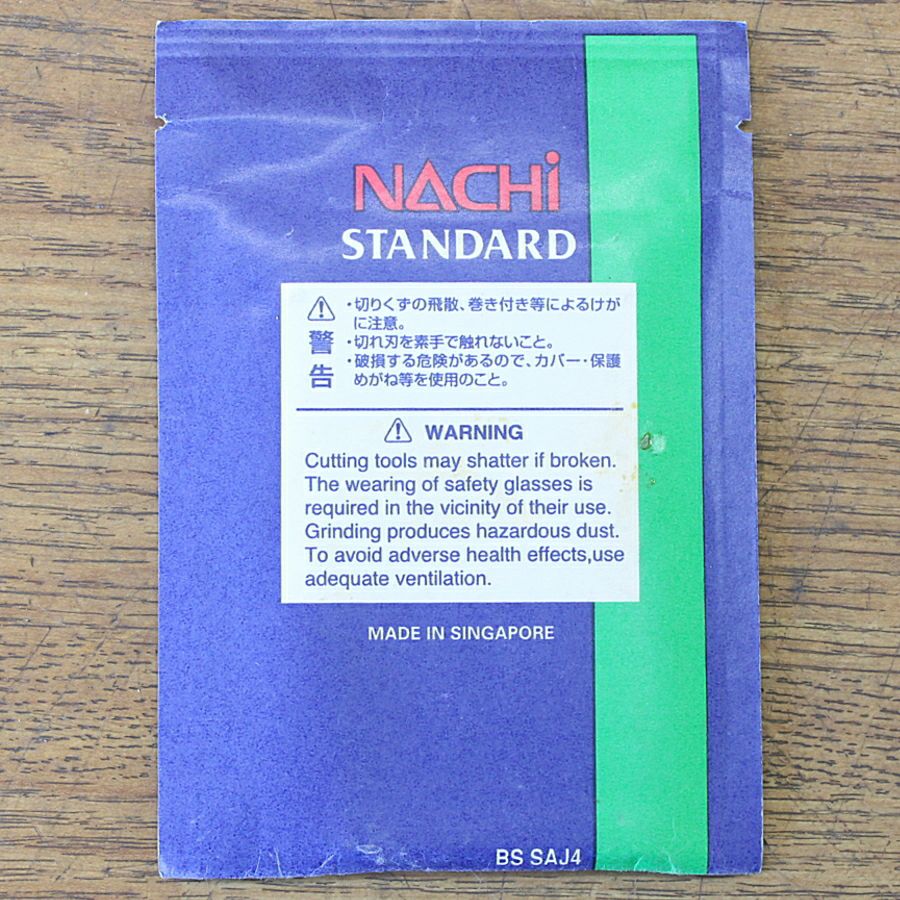 NACHi
STANDARD
⚠ ・切りくずの飛散、巻き付き等によるけが
に注意。
警 ・切れ刃を素手で触れないこと。
告 ・破損する危険があるので、カバー・保護
めがね等を使用のこと。
⚠ WARNING
Cutting tools may shatter if broken.
The wearing of safety glasses is
required in the vicinity of their use.
Grinding produces hazardous dust.
To avoid adverse health effects,use
adequate ventilation.
MADE IN SINGAPORE
BS SAJ4